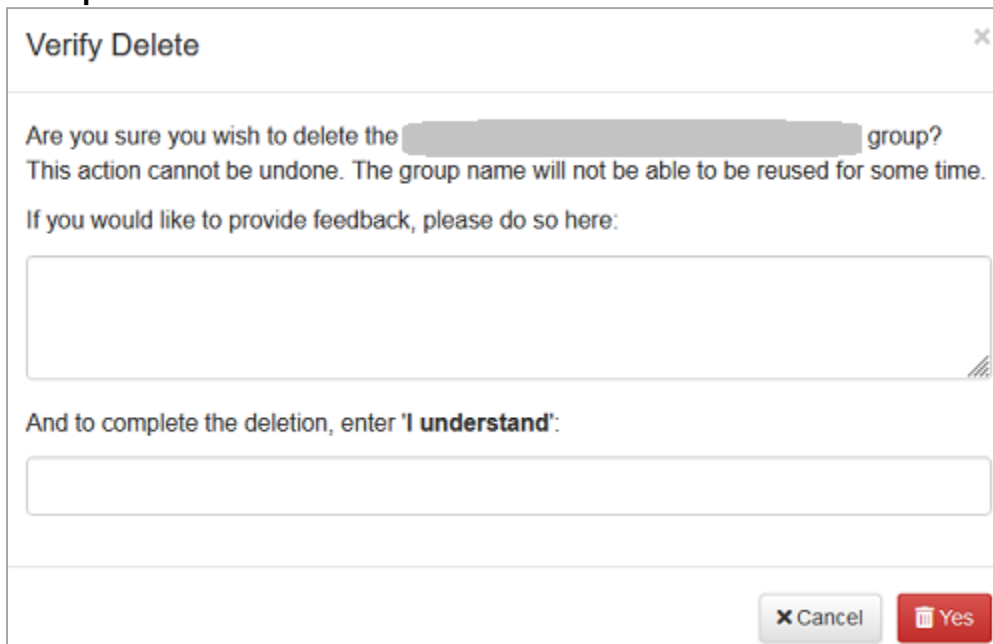 Verify Delete
Are you sure you wish to delete the group?
This action cannot be undone. The group name will not be able to be reused for some time.
If you would like to provide feedback, please do so here:
And to complete the deletion, enter 'I understand':
Cancel Yes